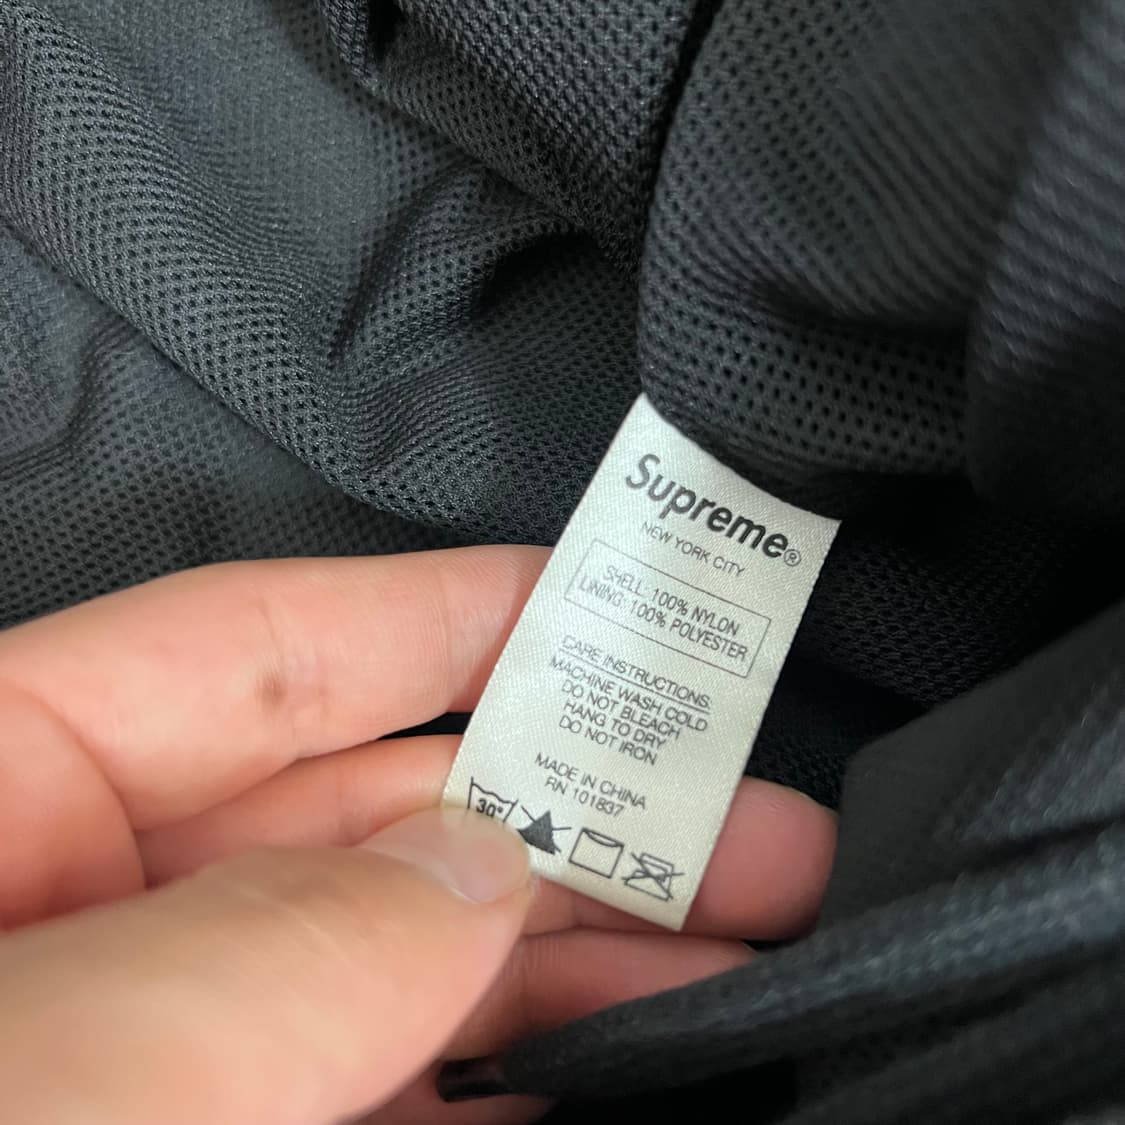 Supreme®
NEW YORK CITY
SHELL: 100% NYLON
LINING: 100% POLYESTER
CARE INSTRUCTIONS:
MACHINE WASH COLD
DO NOT BLEACH
HANG TO DRY
DO NOT IRON
MADE IN CHINA
RN 101837
30°